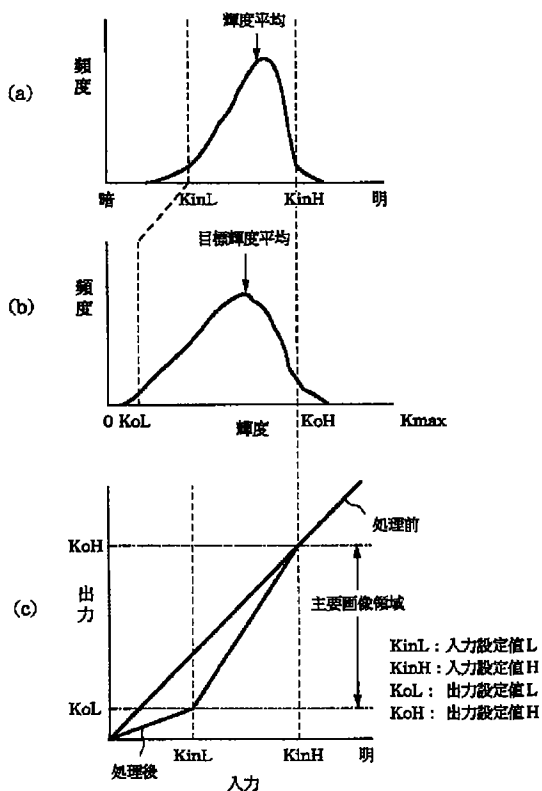 (a)
頻度
輝度平均
暗
KinL
KinH
明
(b)
頻度
目標輝度平均
0 KoL
輝度
KoH
Kmax
(c)
出力
KoH
KoL
処理前
主要画像領域
KinL：入力設定値L
KinH：入力設定値H
KoL：出力設定値L
KoH：出力設定値H
処理後
KinL
KinH
明
入力